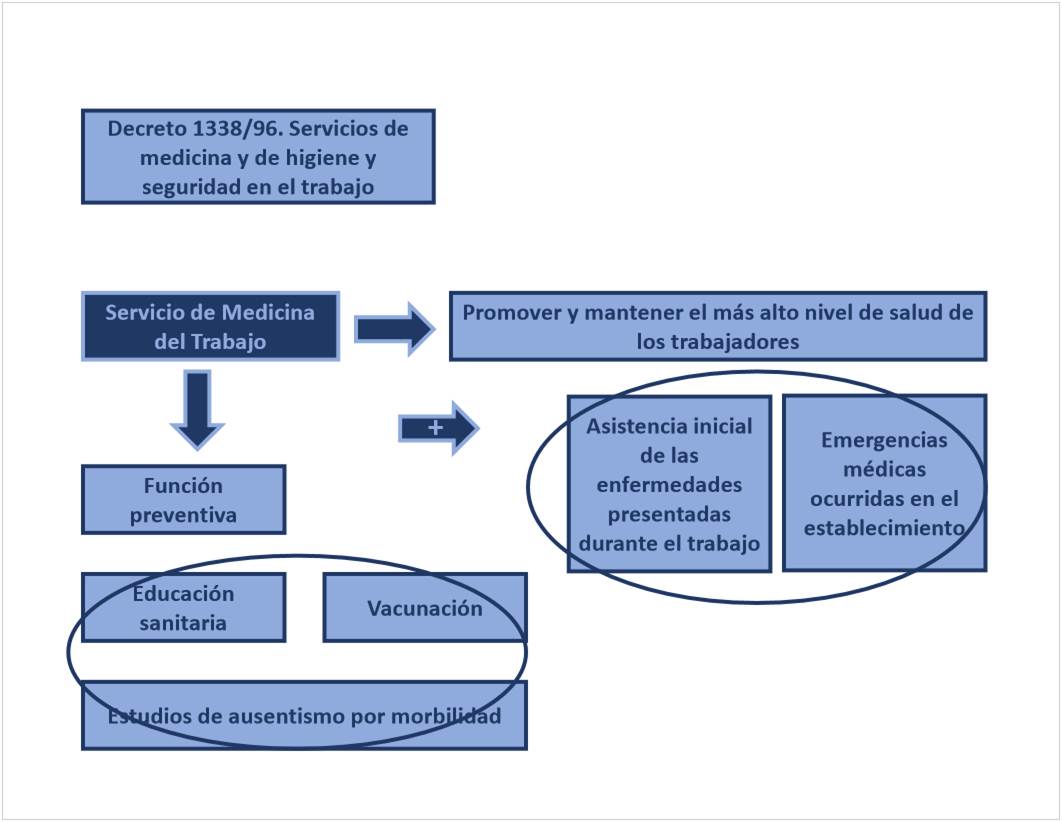 Decreto 1338/96. Servicios de
medicina y de higiene y
seguridad en el trabajo
Servicio de Medicina
del Trabajo
Promover y mantener el más alto nivel de salud de
los trabajadores
+
Asistencia inicial
de las
enfermedades
presentadas
durante el trabajo
Emergencias
médicas
ocurridas en el
establecimiento
Función
preventiva
Educación
sanitaria
Vacunación
Estudios de ausentismo por morbilidad